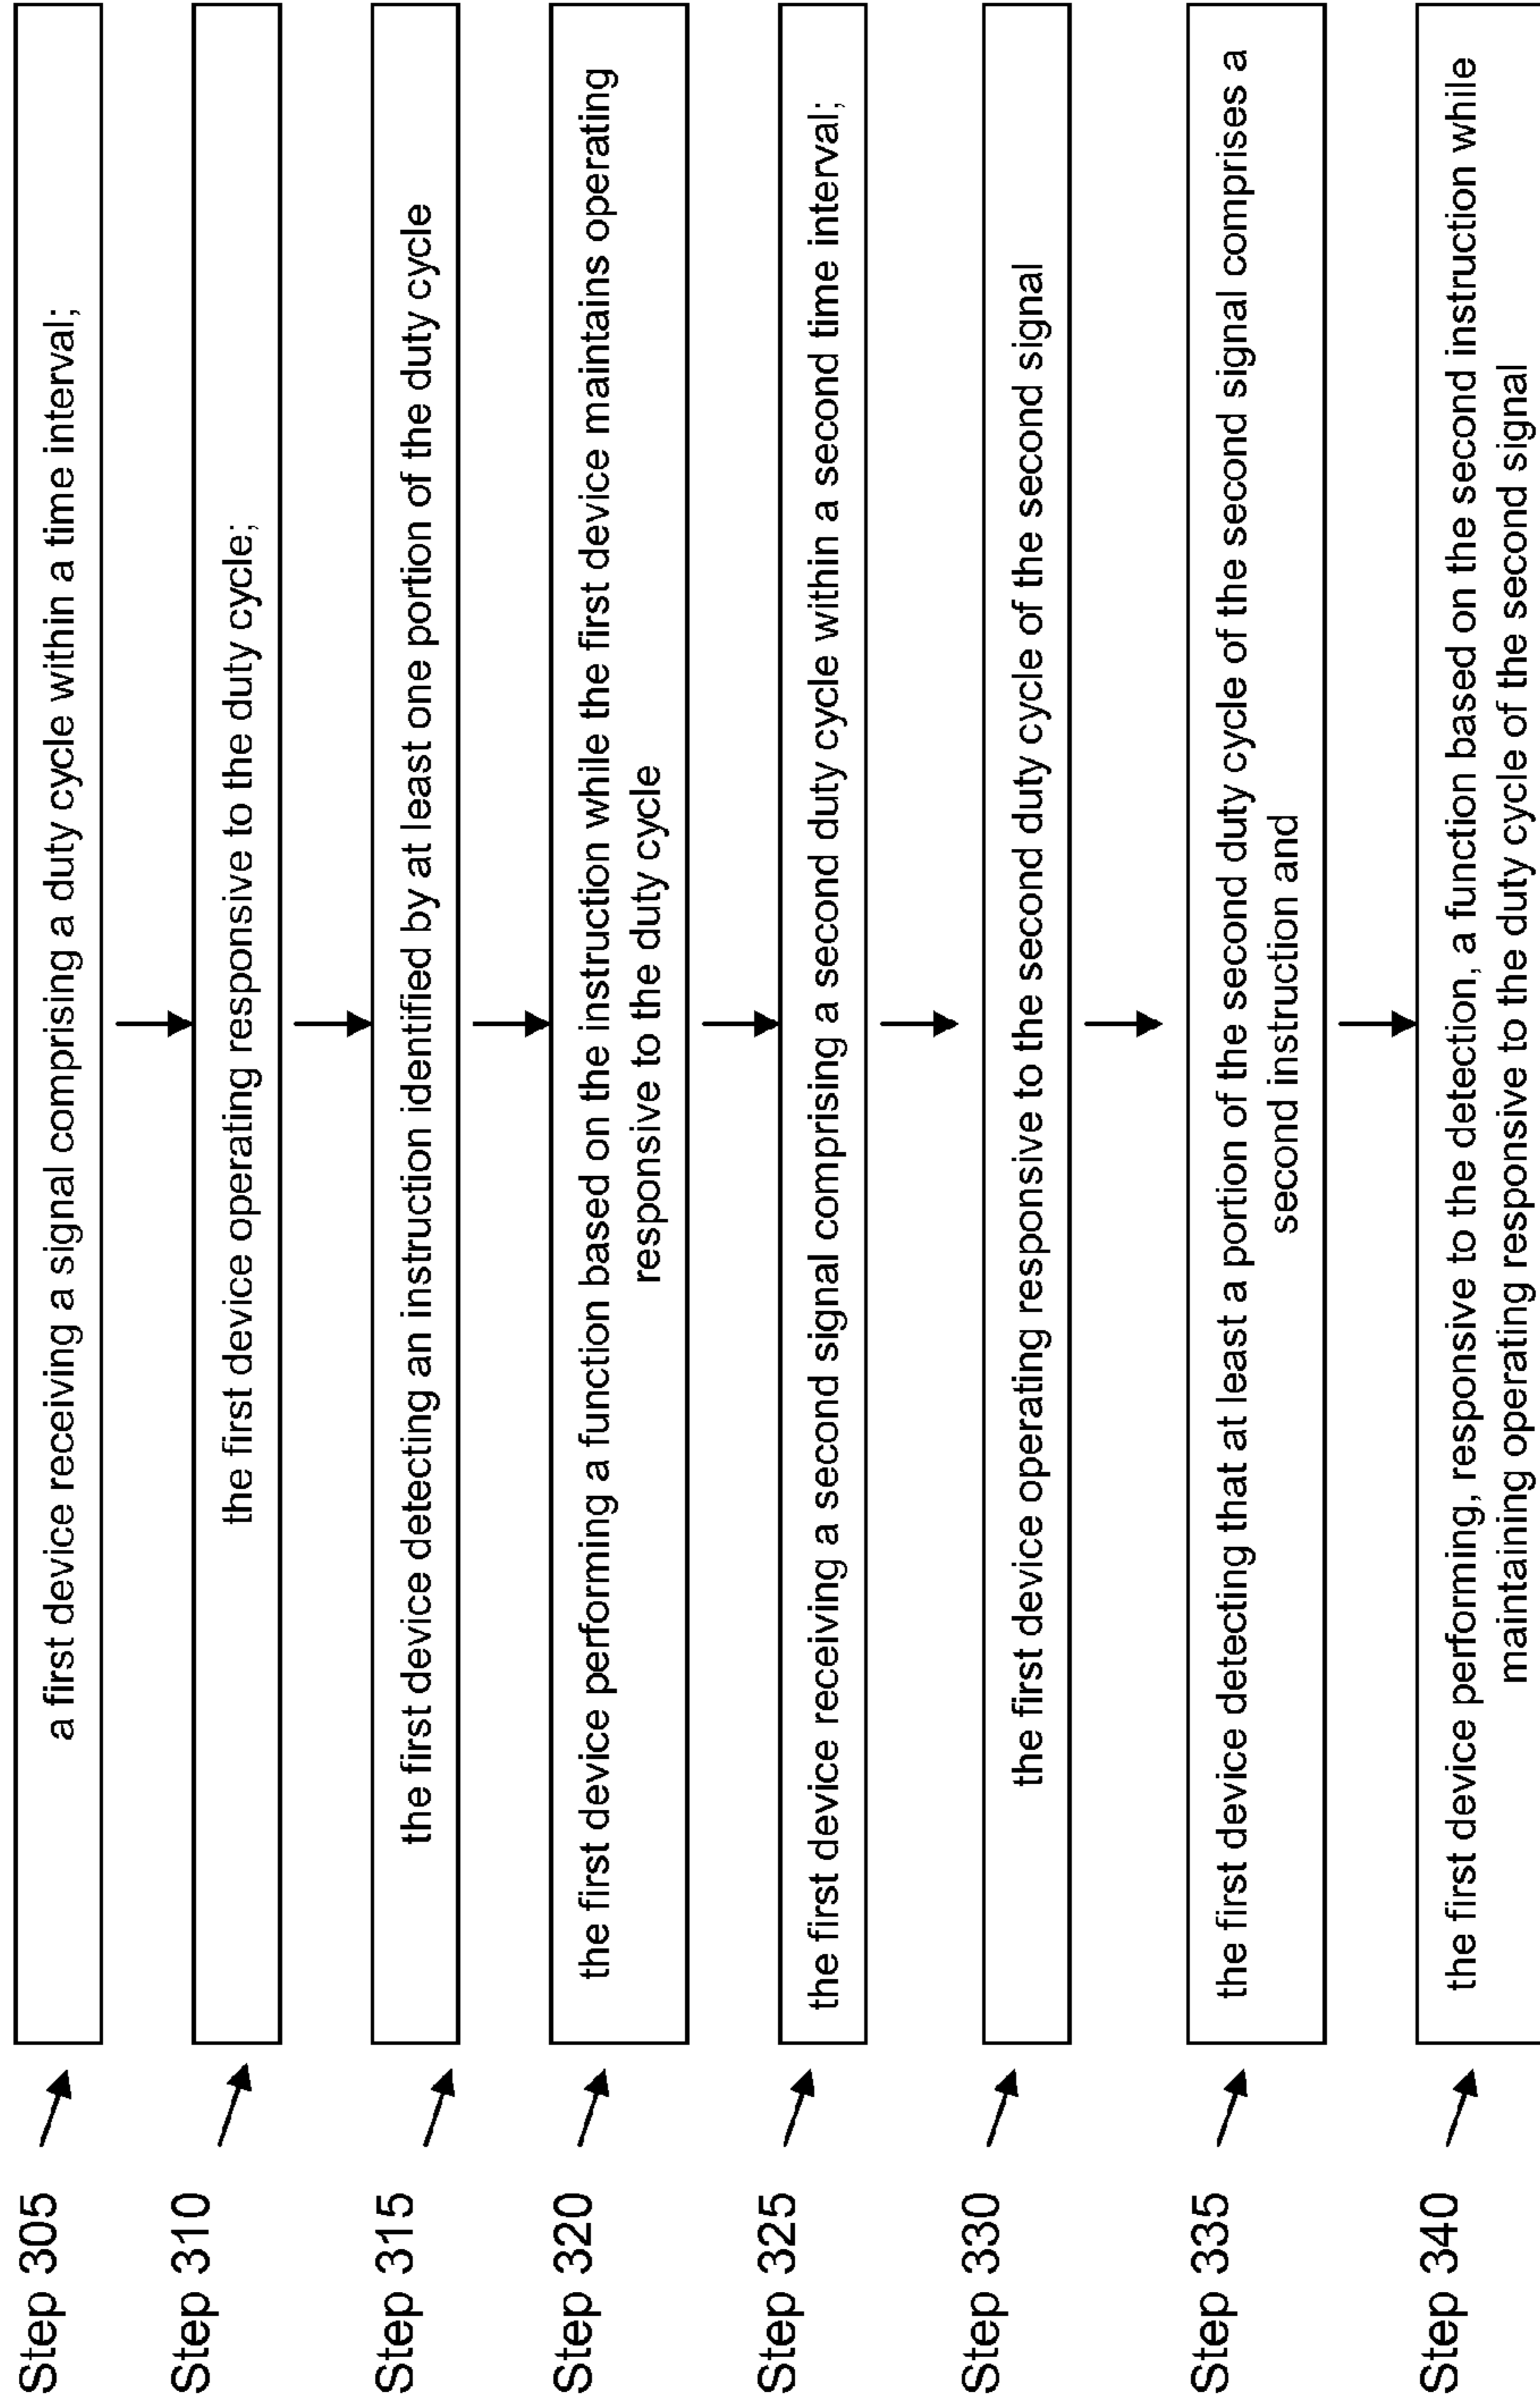 Step 305
a first device receiving a signal comprising a duty cycle within a time interval;
Step 310
the first device operating responsive to the duty cycle;
Step 315
the first device detecting an instruction identified by at least one portion of the duty cycle
Step 320
the first device performing a function based on the instruction while the first device maintains operating
responsive to the duty cycle
Step 325
the first device receiving a second signal comprising a second duty cycle within a second time interval;
Step 330
the first device operating responsive to the second duty cycle of the second signal
Step 335
the first device detecting that at least a portion of the second duty cycle of the second signal comprises a
second instruction and
Step 340
the first device performing, responsive to the detection, a function based on the second instruction while
maintaining operating responsive to the duty cycle of the second signal